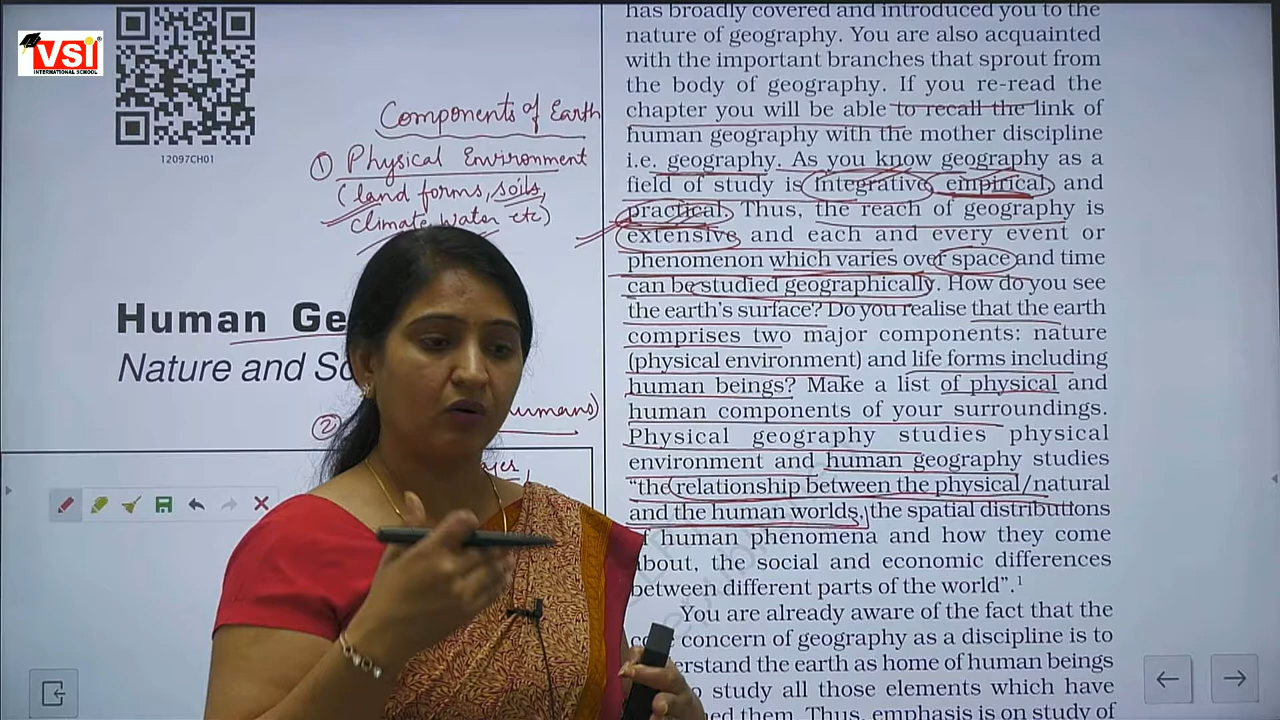 VSI
INTERNATIONAL SCHOOL
12097CH01
Components of Earth
① Physical Environment
(land forms, soils,
climate, water etc)
Human Ge
Nature and Sc
② umans)
has broadly covered and introduced you to the
nature of geography. You are also acquainted
with the important branches that sprout from
the body of geography. If you re-read the
chapter you will be able to recall the link of
human geography with the mother discipline
i.e. geography. As you know geography as a
field of study is integrative, empirical, and
practical. Thus, the reach of geography is
extensive and each and every event or
phenomenon which varies over space and time
can be studied geographically. How do you see
the earth's surface? Do you realise that the earth
comprises two major components: nature
(physical environment) and life forms including
human beings? Make a list of physical and
human components of your surroundings.
Physical geography studies physical
environment and human geography studies
“the relationship between the physical/natural
and the human worlds, the spatial distributions
of human phenomena and how they come
about, the social and economic differences
between different parts of the world”.1
You are already aware of the fact that the
concern of geography as a discipline is to
erstand the earth as home of human beings
study all those elements which have
ed them. Thus, emphasis is on study of